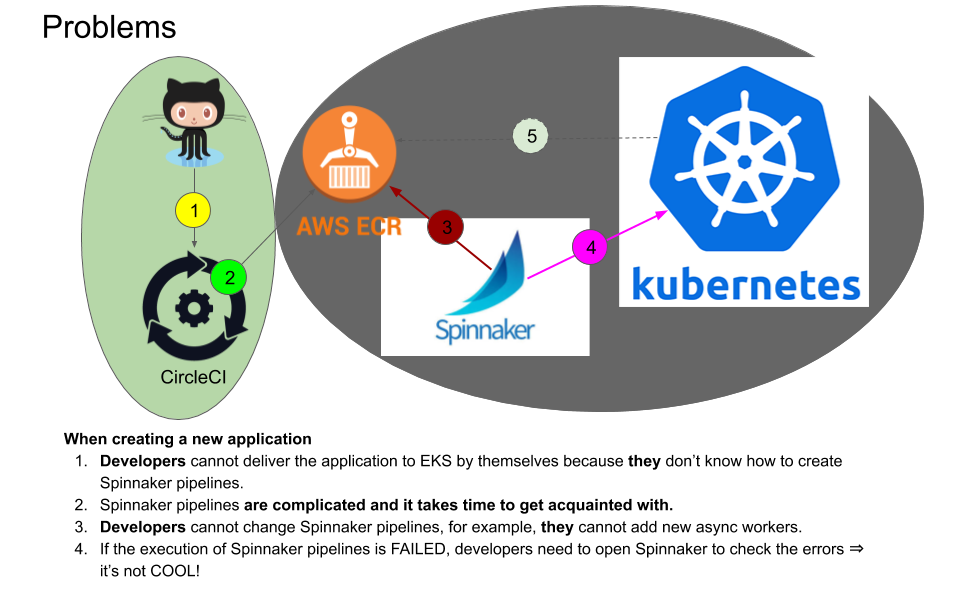 Problems
5
1
AWS ECR
3
4
2
kubernetes
Spinnaker
CircleCI
When creating a new application
1. Developers cannot deliver the application to EKS by themselves because they don’t know how to create
Spinnaker pipelines.
2. Spinnaker pipelines are complicated and it takes time to get acquainted with.
3. Developers cannot change Spinnaker pipelines, for example, they cannot add new async workers.
4. If the execution of Spinnaker pipelines is FAILED, developers need to open Spinnaker to check the errors ⇒
it’s not COOL!